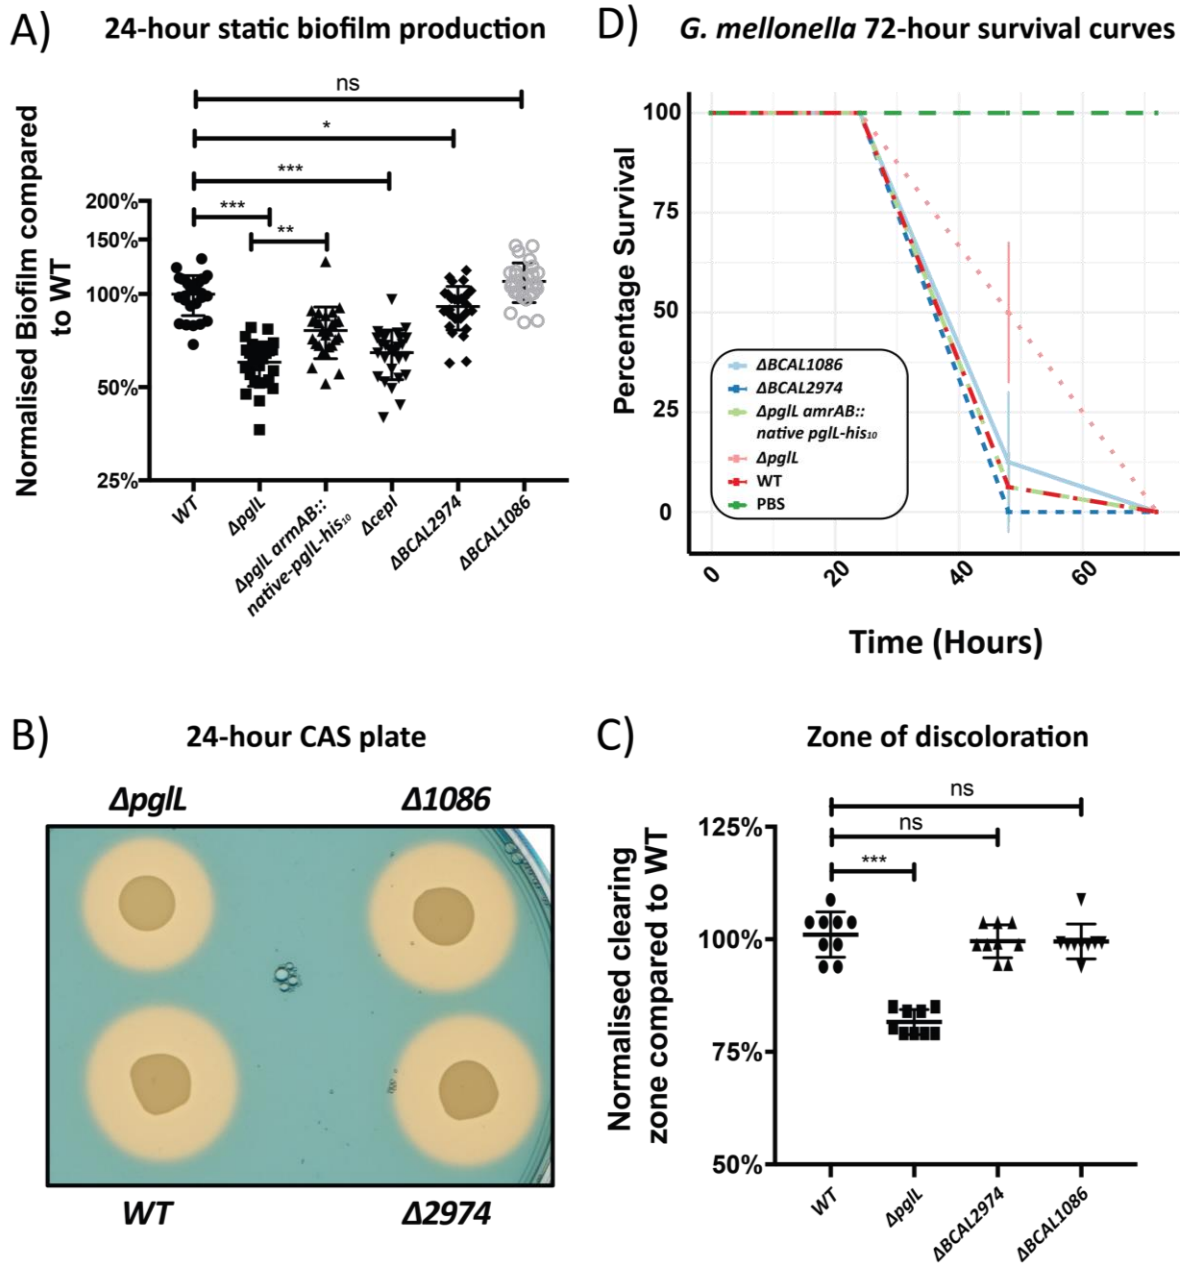 A)
24-hour static biofilm production
Normalised Biofilm compared
to WT
ns
*
***
***
**
200%
150%
100%
50%
25%
WT
ΔpglL
ΔpglL armAB::
native-pglL-his10
ΔcepI
ΔBCAL2974
ΔBCAL1086
D)
G. mellonella 72-hour survival curves
Percentage Survival
100
75
50
25
0
ΔBCAL1086
ΔBCAL2974
ΔpglL amrAB::
native pglL-his10
ΔpglL
WT
PBS
0
20
40
60
Time (Hours)
B)
24-hour CAS plate
ΔpglL
Δ1086
WT
Δ2974
C)
Zone of discoloration
Normalised clearing
zone compared to WT
ns
ns
***
125%
100%
75%
50%
WT
ΔpglL
ΔBCAL2974
ΔBCAL1086